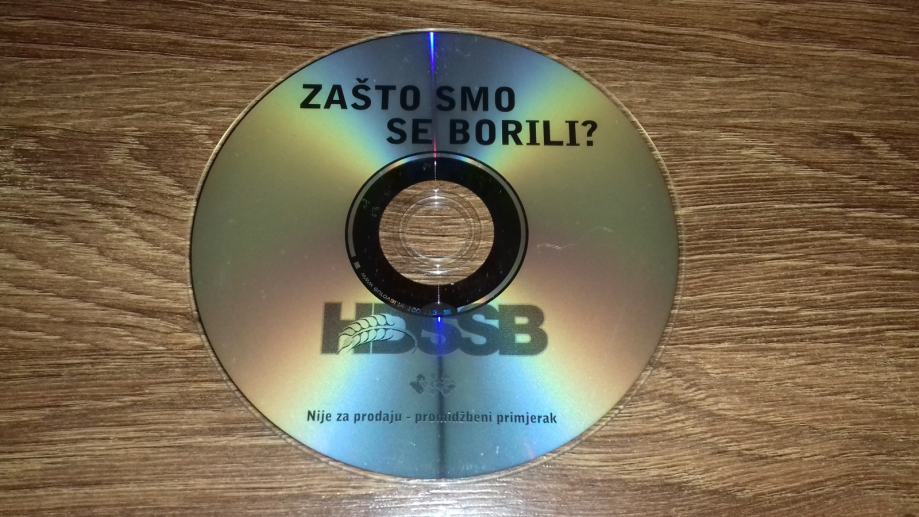 ZAŠTO SMO
SE BORILI?
HDSSB
Nije za prodaju - promidžbeni primjerak